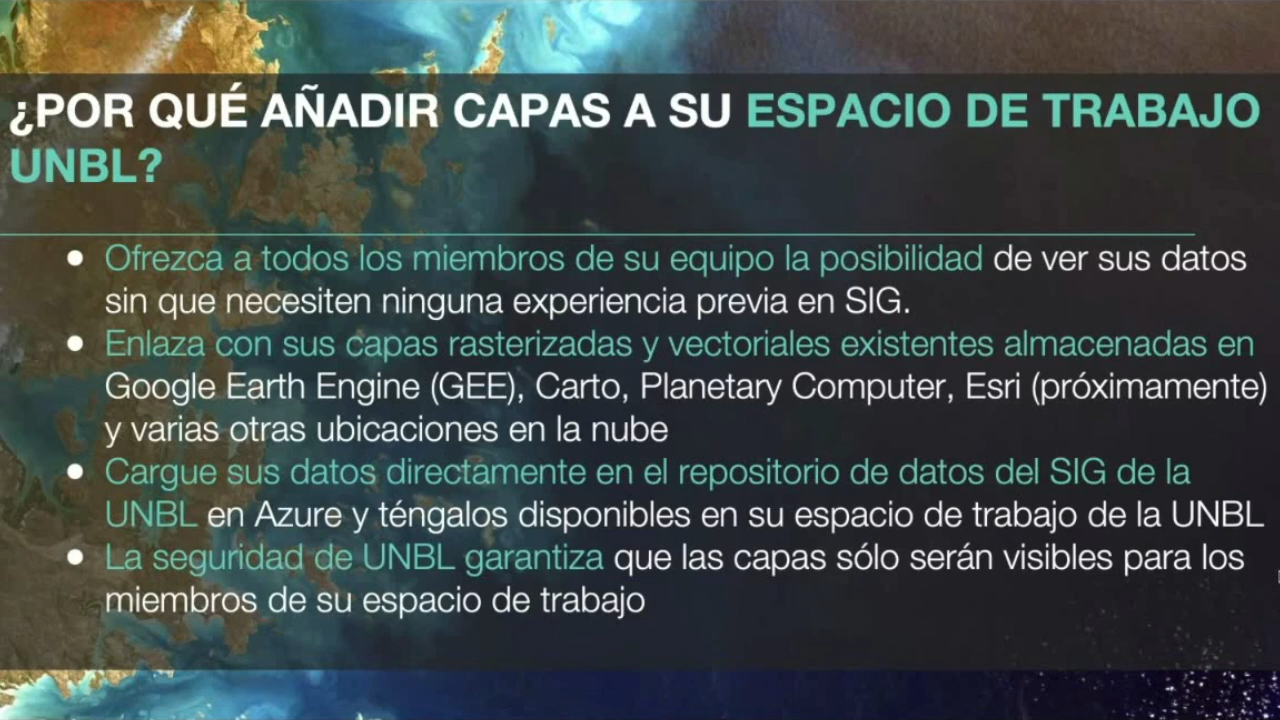 ¿POR QUÉ AÑADIR CAPAS A SU ESPACIO DE TRABAJO
UNBL?
● Ofrezca a todos los miembros de su equipo la posibilidad de ver sus datos
sin que necesiten ninguna experiencia previa en SIG.
● Enlaza con sus capas rasterizadas y vectoriales existentes almacenadas en
Google Earth Engine (GEE), Carto, Planetary Computer, Esri (próximamente)
y varias otras ubicaciones en la nube
● Cargue sus datos directamente en el repositorio de datos del SIG de la
UNBL en Azure y téngalos disponibles en su espacio de trabajo de la UNBL
● La seguridad de UNBL garantiza que las capas sólo serán visibles para los
miembros de su espacio de trabajo